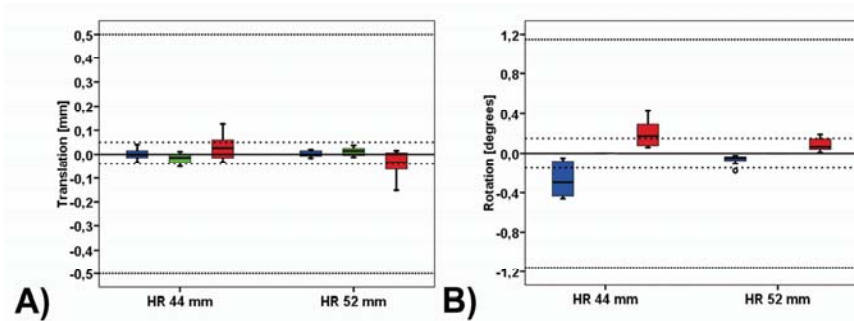 0,5
0,4
0,3
0,2
0,1
0,0
-0,1
-0,2
-0,3
-0,4
-0,5
Translation [mm]
HR 44 mm
HR 52 mm
A)
1,2
0,8
0,4
0,0
-0,4
-0,8
-1,2
Rotation [degrees]
HR 44 mm
HR 52 mm
B)